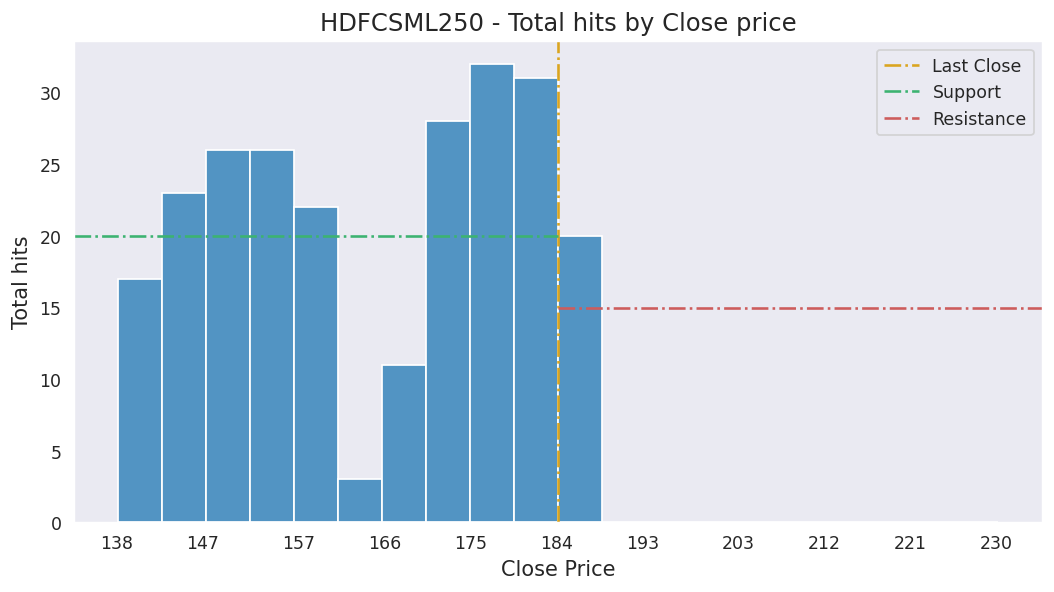 HDFCSML250 - Total hits by Close price
Last Close
Support
Resistance
Total hits
30
25
20
15
10
5
0
138 147 157 166 175 184 193 203 212 221 230
Close Price